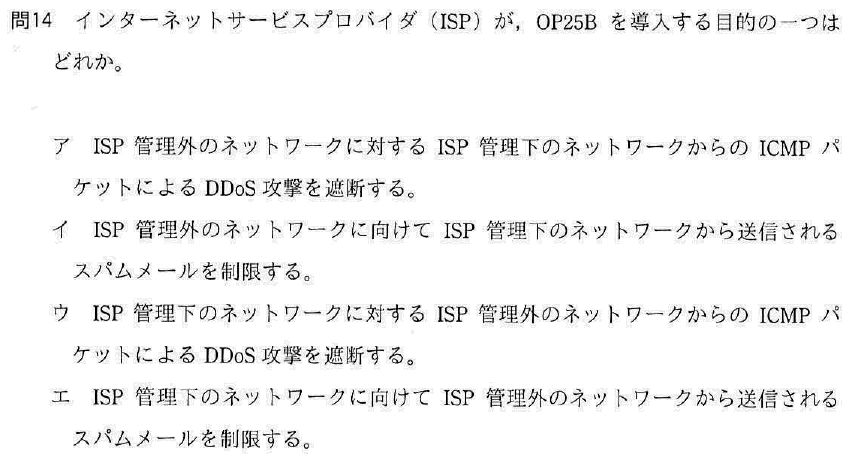 問14 インターネットサービスプロバイダ(ISP)が,OP25B を導入する目的の一つは
どれか。
ア ISP 管理外のネットワークに対する ISP 管理下のネットワークからの ICMP パ
ケットによる DDoS 攻撃を遮断する。
イ ISP 管理外のネットワークに向けて ISP 管理下のネットワークから送信される
スパムメールを制限する。
ウ ISP 管理下のネットワークに対する ISP 管理外のネットワークからの ICMP パ
ケットによる DDoS 攻撃を遮断する。
エ ISP 管理下のネットワークに向けて ISP 管理外のネットワークから送信される
スパムメールを制限する。